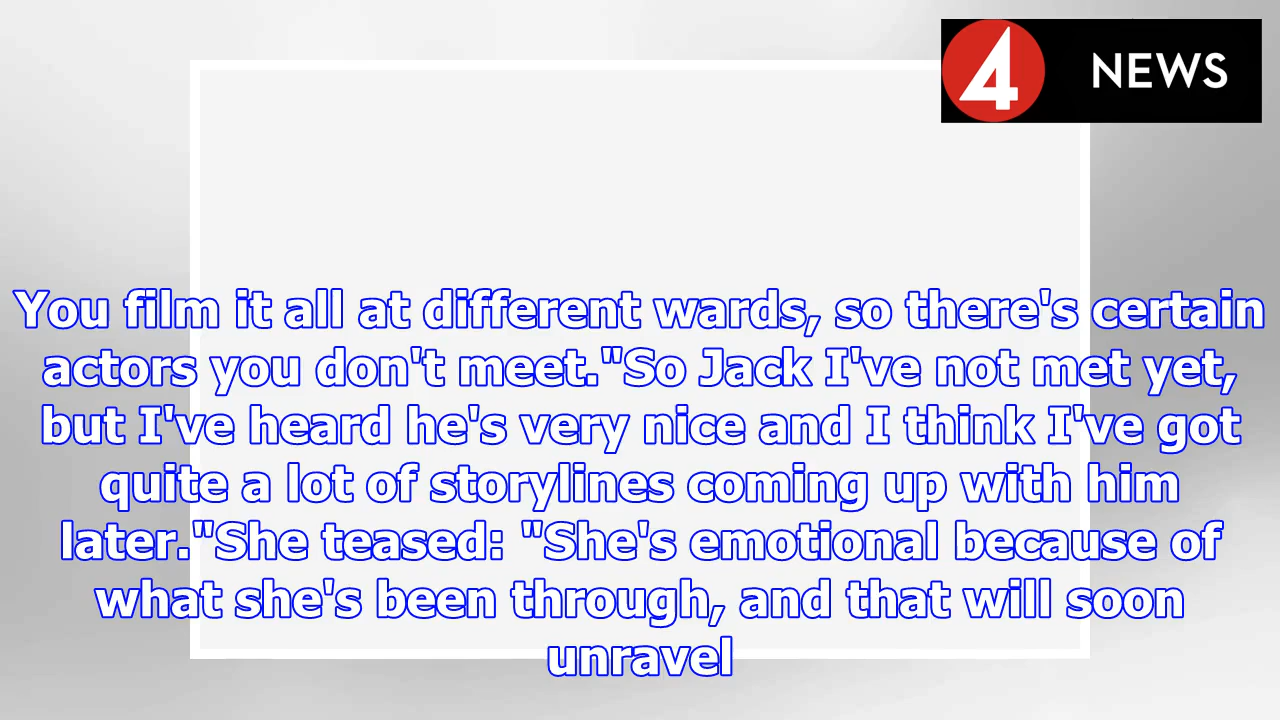 4 NEWS
You film it all at different wards, so there's certain
actors you don't meet."So Jack I've not met yet,
but I've heard he's very nice and I think I've got
quite a lot of storylines coming up with him
later."She teased: "She's emotional because of
what she's been through, and that will soon
unravel